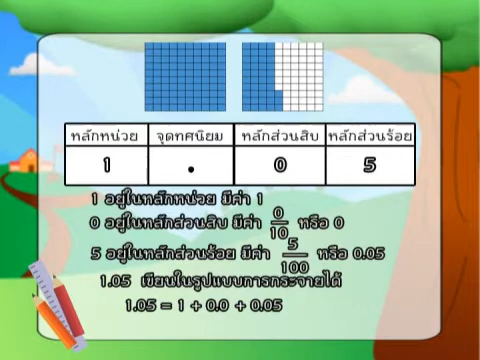 หลักหน่วย จุดทศนิยม หลักส่วนสิบ หลักส่วนร้อย
1 . 0 5
1 อยู่ในหลักหน่วย มีค่า 1
0 อยู่ในหลักส่วนสิบ มีค่า 0/10 หรือ 0
5 อยู่ในหลักส่วนร้อย มีค่า 5/100 หรือ 0.05
1.05 เขียนในรูปแบบการกระจายได้
1.05 = 1 + 0.0 + 0.05